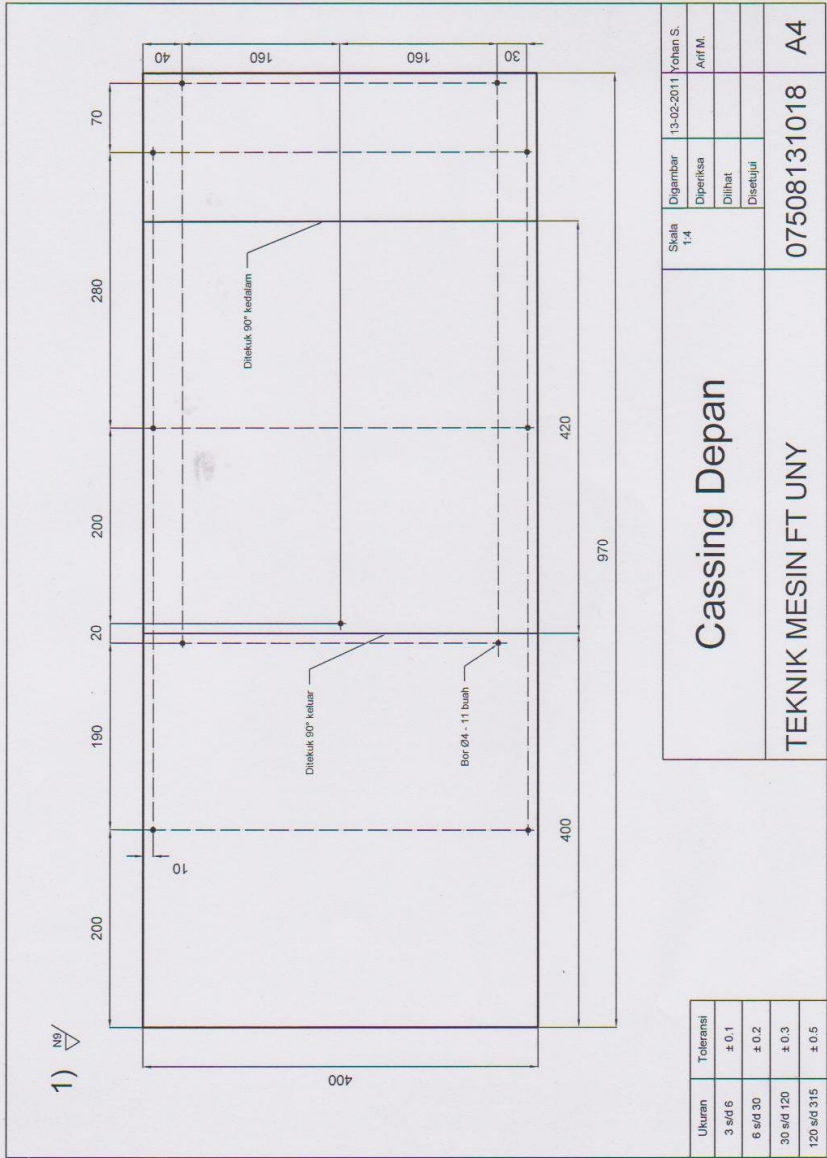 1) N9
200
190
20
200
280
70
10
400
40
160
160
30
Ditekuk 90° keluar
Ditekuk 90° kedalam
Bor Ø4 - 11 buah
400
420
970
Ukuran Toleransi
3 s/d 6 ± 0.1
6 s/d 30 ± 0.2
30 s/d 120 ± 0.3
120 s/d 315 ± 0.5
Cassing Depan
Skala
1:4
Digambar 13-02-2011 Yohan S.
Diperiksa Arif M.
Dilihat
Disetujui
TEKNIK MESIN FT UNY 07508131018 A4